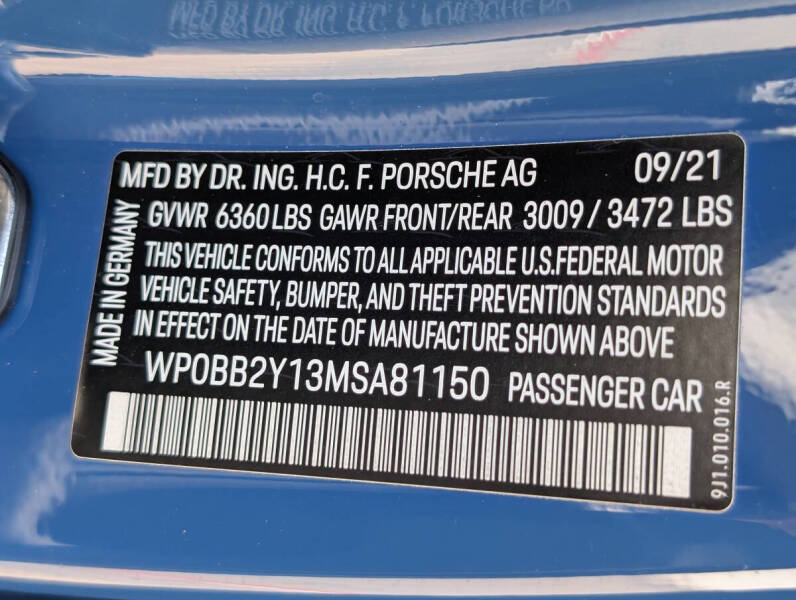 MFD BY DR. ING. H.C. F. PORSCHE AG 09/21
GVWR 6360 LBS GAWR FRONT/REAR 3009 / 3472 LBS
THIS VEHICLE CONFORMS TO ALL APPLICABLE U.S.FEDERAL MOTOR
VEHICLE SAFETY, BUMPER, AND THEFT PREVENTION STANDARDS
IN EFFECT ON THE DATE OF MANUFACTURE SHOWN ABOVE
WP0BB2Y13MSA81150 PASSENGER CAR
MADE IN GERMANY
9J1.010.016.R